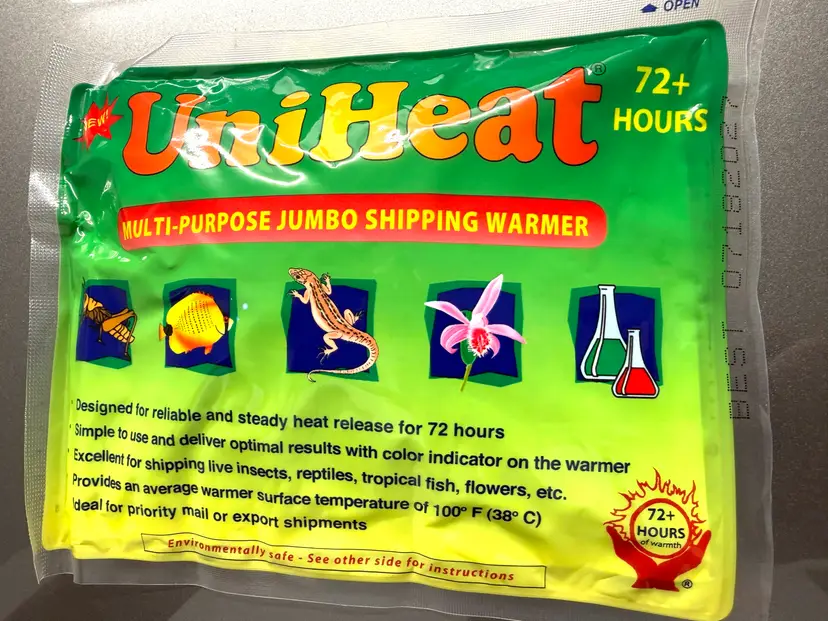 OPEN
UniHeat®
72+
HOURS
NEW!
MULTI-PURPOSE JUMBO SHIPPING WARMER
Designed for reliable and steady heat release for 72 hours
Simple to use and deliver optimal results with color indicator on the warmer
Excellent for shipping live insects, reptiles, tropical fish, flowers, etc.
Provides an average warmer surface temperature of 100° F (38° C)
Ideal for priority mail or export shipments
72+
HOURS
of warmth
®
Environmentally safe - See other side for instructions
BEST 07182027